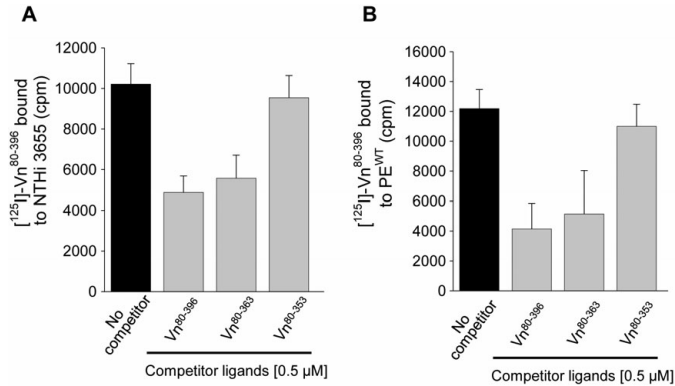 A
[¹²⁵I]-Vn⁸⁰⁻³⁹⁶ bound
to NTHi 3655 (cpm)
12000
10000
8000
6000
4000
2000
0
No
competitor
Vn⁸⁰⁻³⁹⁶
Vn⁸⁰⁻³⁶³
Vn⁸⁰⁻³⁵³
Competitor ligands [0.5 µM]
B
[¹²⁵I]-Vn⁸⁰⁻³⁹⁶ bound
to PEᵂᵀ (cpm)
16000
14000
12000
10000
8000
6000
4000
2000
0
No
competitor
Vn⁸⁰⁻³⁹⁶
Vn⁸⁰⁻³⁶³
Vn⁸⁰⁻³⁵³
Competitor ligands [0.5 µM]